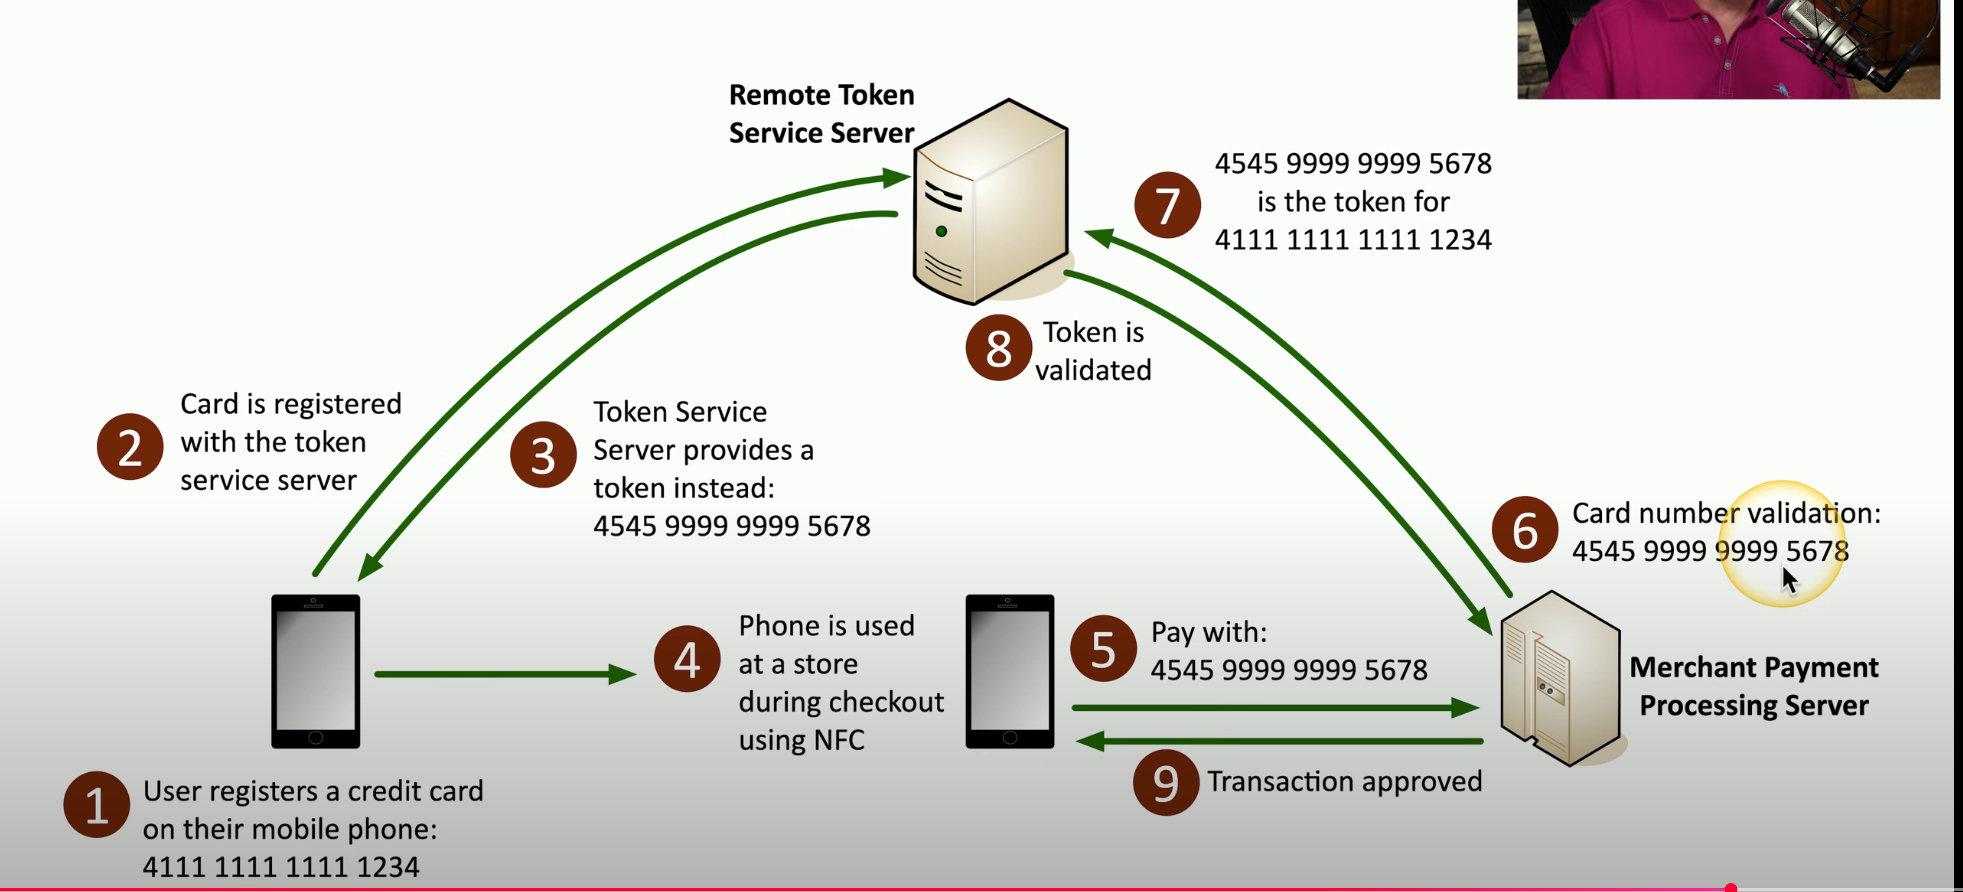 Remote Token
Service Server
7
4545 9999 9999 5678
is the token for
4111 1111 1111 1234
8
Token is
validated
2
Card is registered
with the token
service server
3
Token Service
Server provides a
token instead:
4545 9999 9999 5678
6
Card number validation:
4545 9999 9999 5678
4
Phone is used
at a store
during checkout
using NFC
5
Pay with:
4545 9999 9999 5678
Merchant Payment
Processing Server
9
Transaction approved
1
User registers a credit card
on their mobile phone:
4111 1111 1111 1234